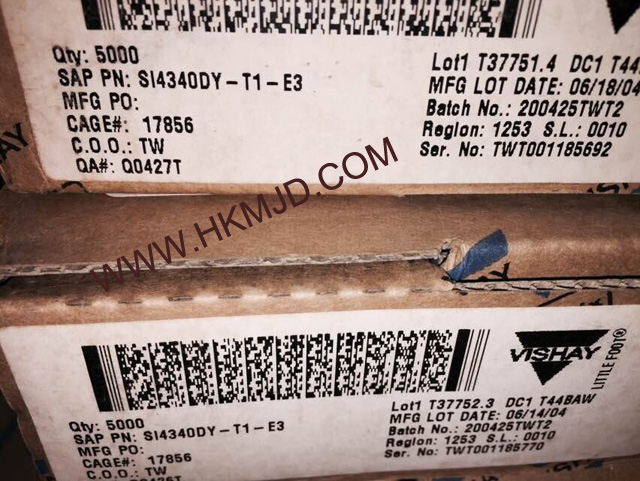 Qty: 5000
SAP PN: SI4340DY-T1-E3
MFG PO:
CAGE#: 17856
C.O.O.: TW
QA#: Q0427T
Lot1 T37751.4 DC1
MFG LOT DATE: 06/18/04
Batch No.: 200425TWT2
Region: 1253 S.L.: 0010
Ser. No.: TWT001185692
WWW.HKMJD.COM
VISHAY
LITTLE FOOT®
Qty: 5000
SAP PN: SI4340DY-T1-E3
MFG PO:
CAGE#: 17856
C.O.O.: TW
Lot1 T37752.3 DC1 T44BAW
MFG LOT DATE: 06/14/04
Batch No.: 200425TWT2
Region: 1253 S.L.: 0010
Ser. No.: TWT001185770